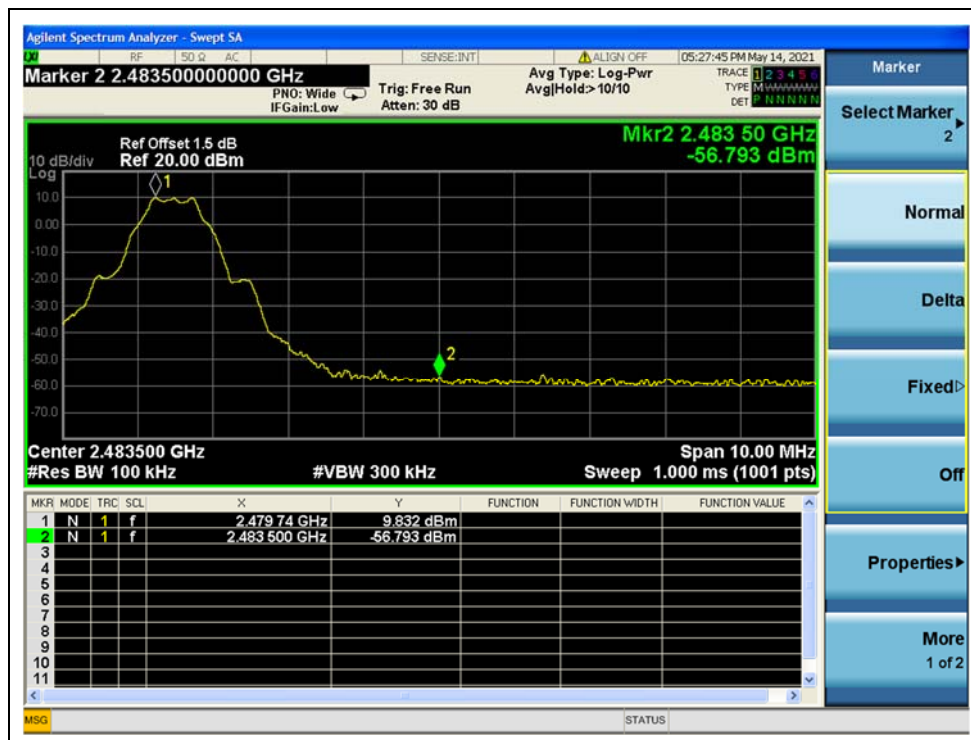 Agilent Spectrum Analyzer - Swept SA
LXI RF 50 Ω AC SENSE:INT ALIGN OFF 05:27:45 PM May 14, 2021
Marker 2 2.483500000000 GHz
PNO: Wide
IFGain:Low
Trig: Free Run
Atten: 30 dB
Avg Type: Log-Pwr
Avg|Hold:> 10/10
TRACE 1 2 3 4 5 6
TYPE M WWWWW
DET P N N N N N
Mkr2 2.483 50 GHz
-56.793 dBm
Ref Offset 1.5 dB
10 dB/div Ref 20.00 dBm
Log
1
10.0
0.00
-10.0
-20.0
-30.0
-40.0
-50.0
-60.0
-70.0
2
Center 2.483500 GHz Span 10.00 MHz
#Res BW 100 kHz #VBW 300 kHz Sweep 1.000 ms (1001 pts)
MKR MODE TRC SCL X Y FUNCTION FUNCTION WIDTH FUNCTION VALUE
1 N 1 f 2.479 74 GHz 9.832 dBm
2 N 1 f 2.483 500 GHz -56.793 dBm
3
4
5
6
7
8
9
10
11
MSG STATUS
Marker
Select Marker
2
Normal
Delta
Fixed
Off
Properties
More
1 of 2